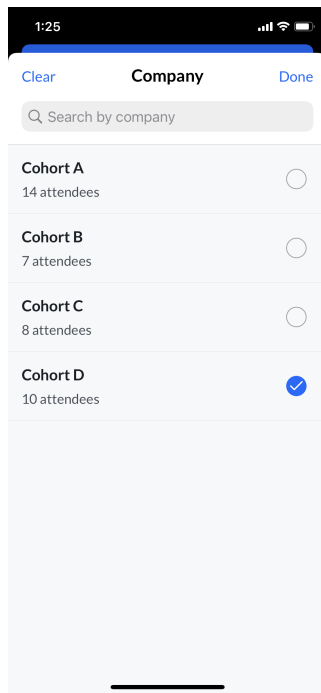 1:25
Clear Company Done
Search by company
Cohort A
14 attendees
Cohort B
7 attendees
Cohort C
8 attendees
Cohort D
10 attendees